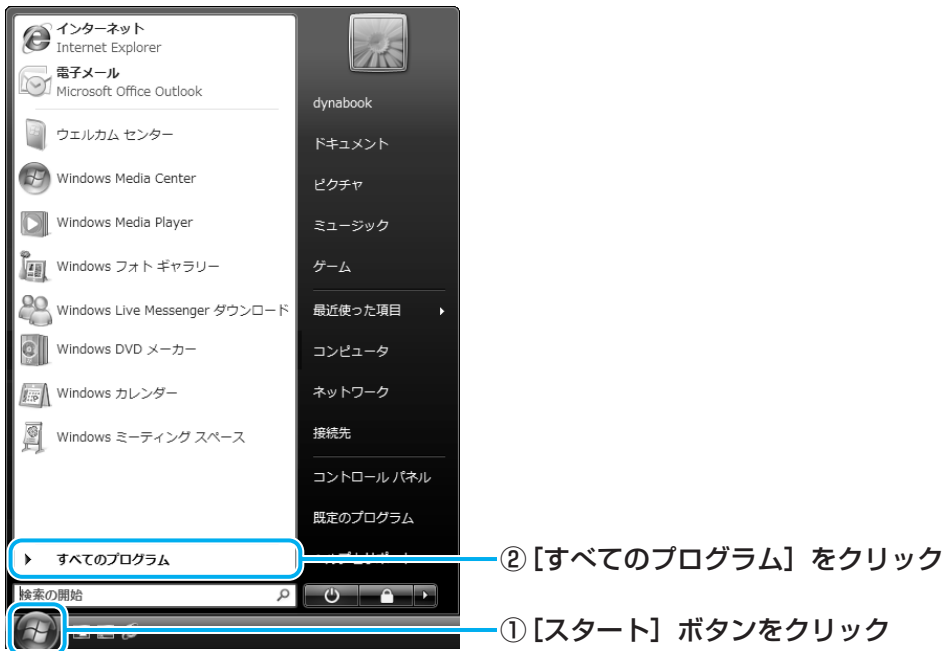 インターネット
Internet Explorer
電子メール
Microsoft Office Outlook
ウェルカム センター
Windows Media Center
Windows Media Player
Windows フォト ギャラリー
Windows Live Messenger ダウンロード
Windows DVD メーカー
Windows カレンダー
Windows ミーティング スペース
すべてのプログラム
検索の開始
dynabook
ドキュメント
ピクチャ
ミュージック
ゲーム
最近使った項目
コンピュータ
ネットワーク
接続先
コントロール パネル
既定のプログラム
②[すべてのプログラム]をクリック
①[スタート]ボタンをクリック